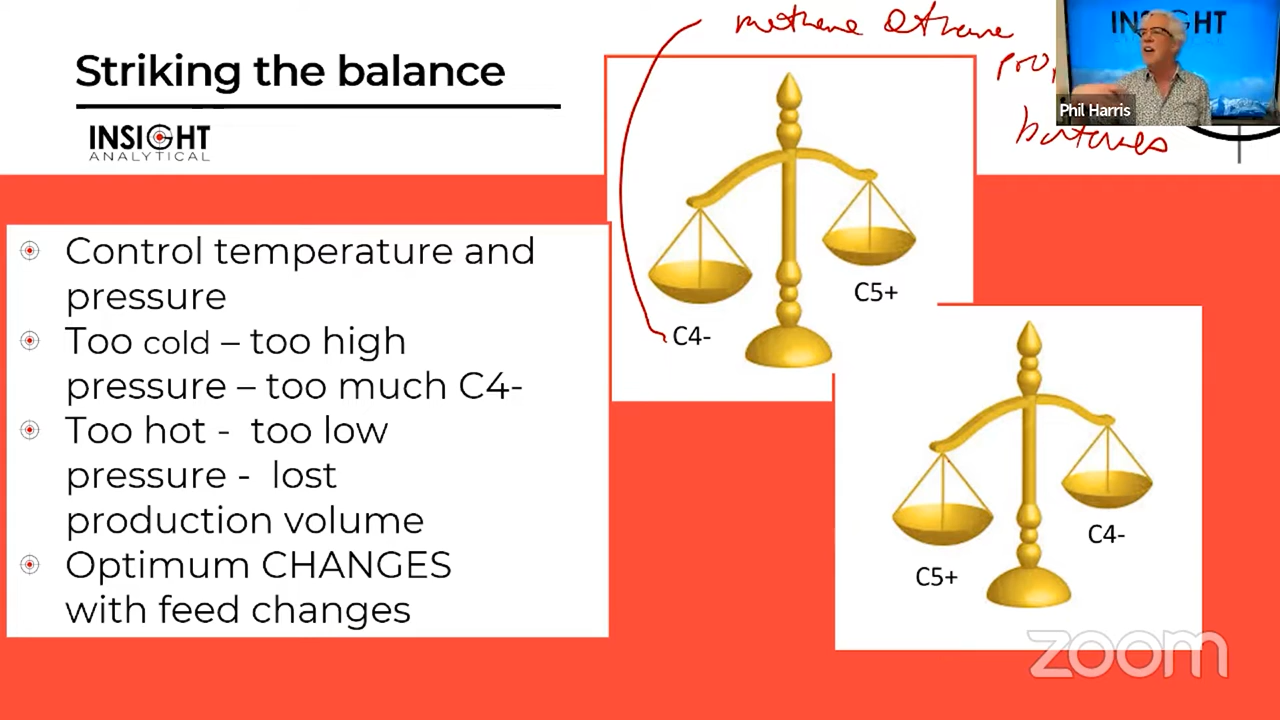 Striking the balance
INSIGHT
ANALYTICAL
methane ethane
butanes
INSIGHT
Phil Harris
Control temperature and
pressure
Too cold – too high
pressure – too much C4-
Too hot - too low
pressure - lost
production volume
Optimum CHANGES
with feed changes
C5+
C4-
C4-
C5+
zoom